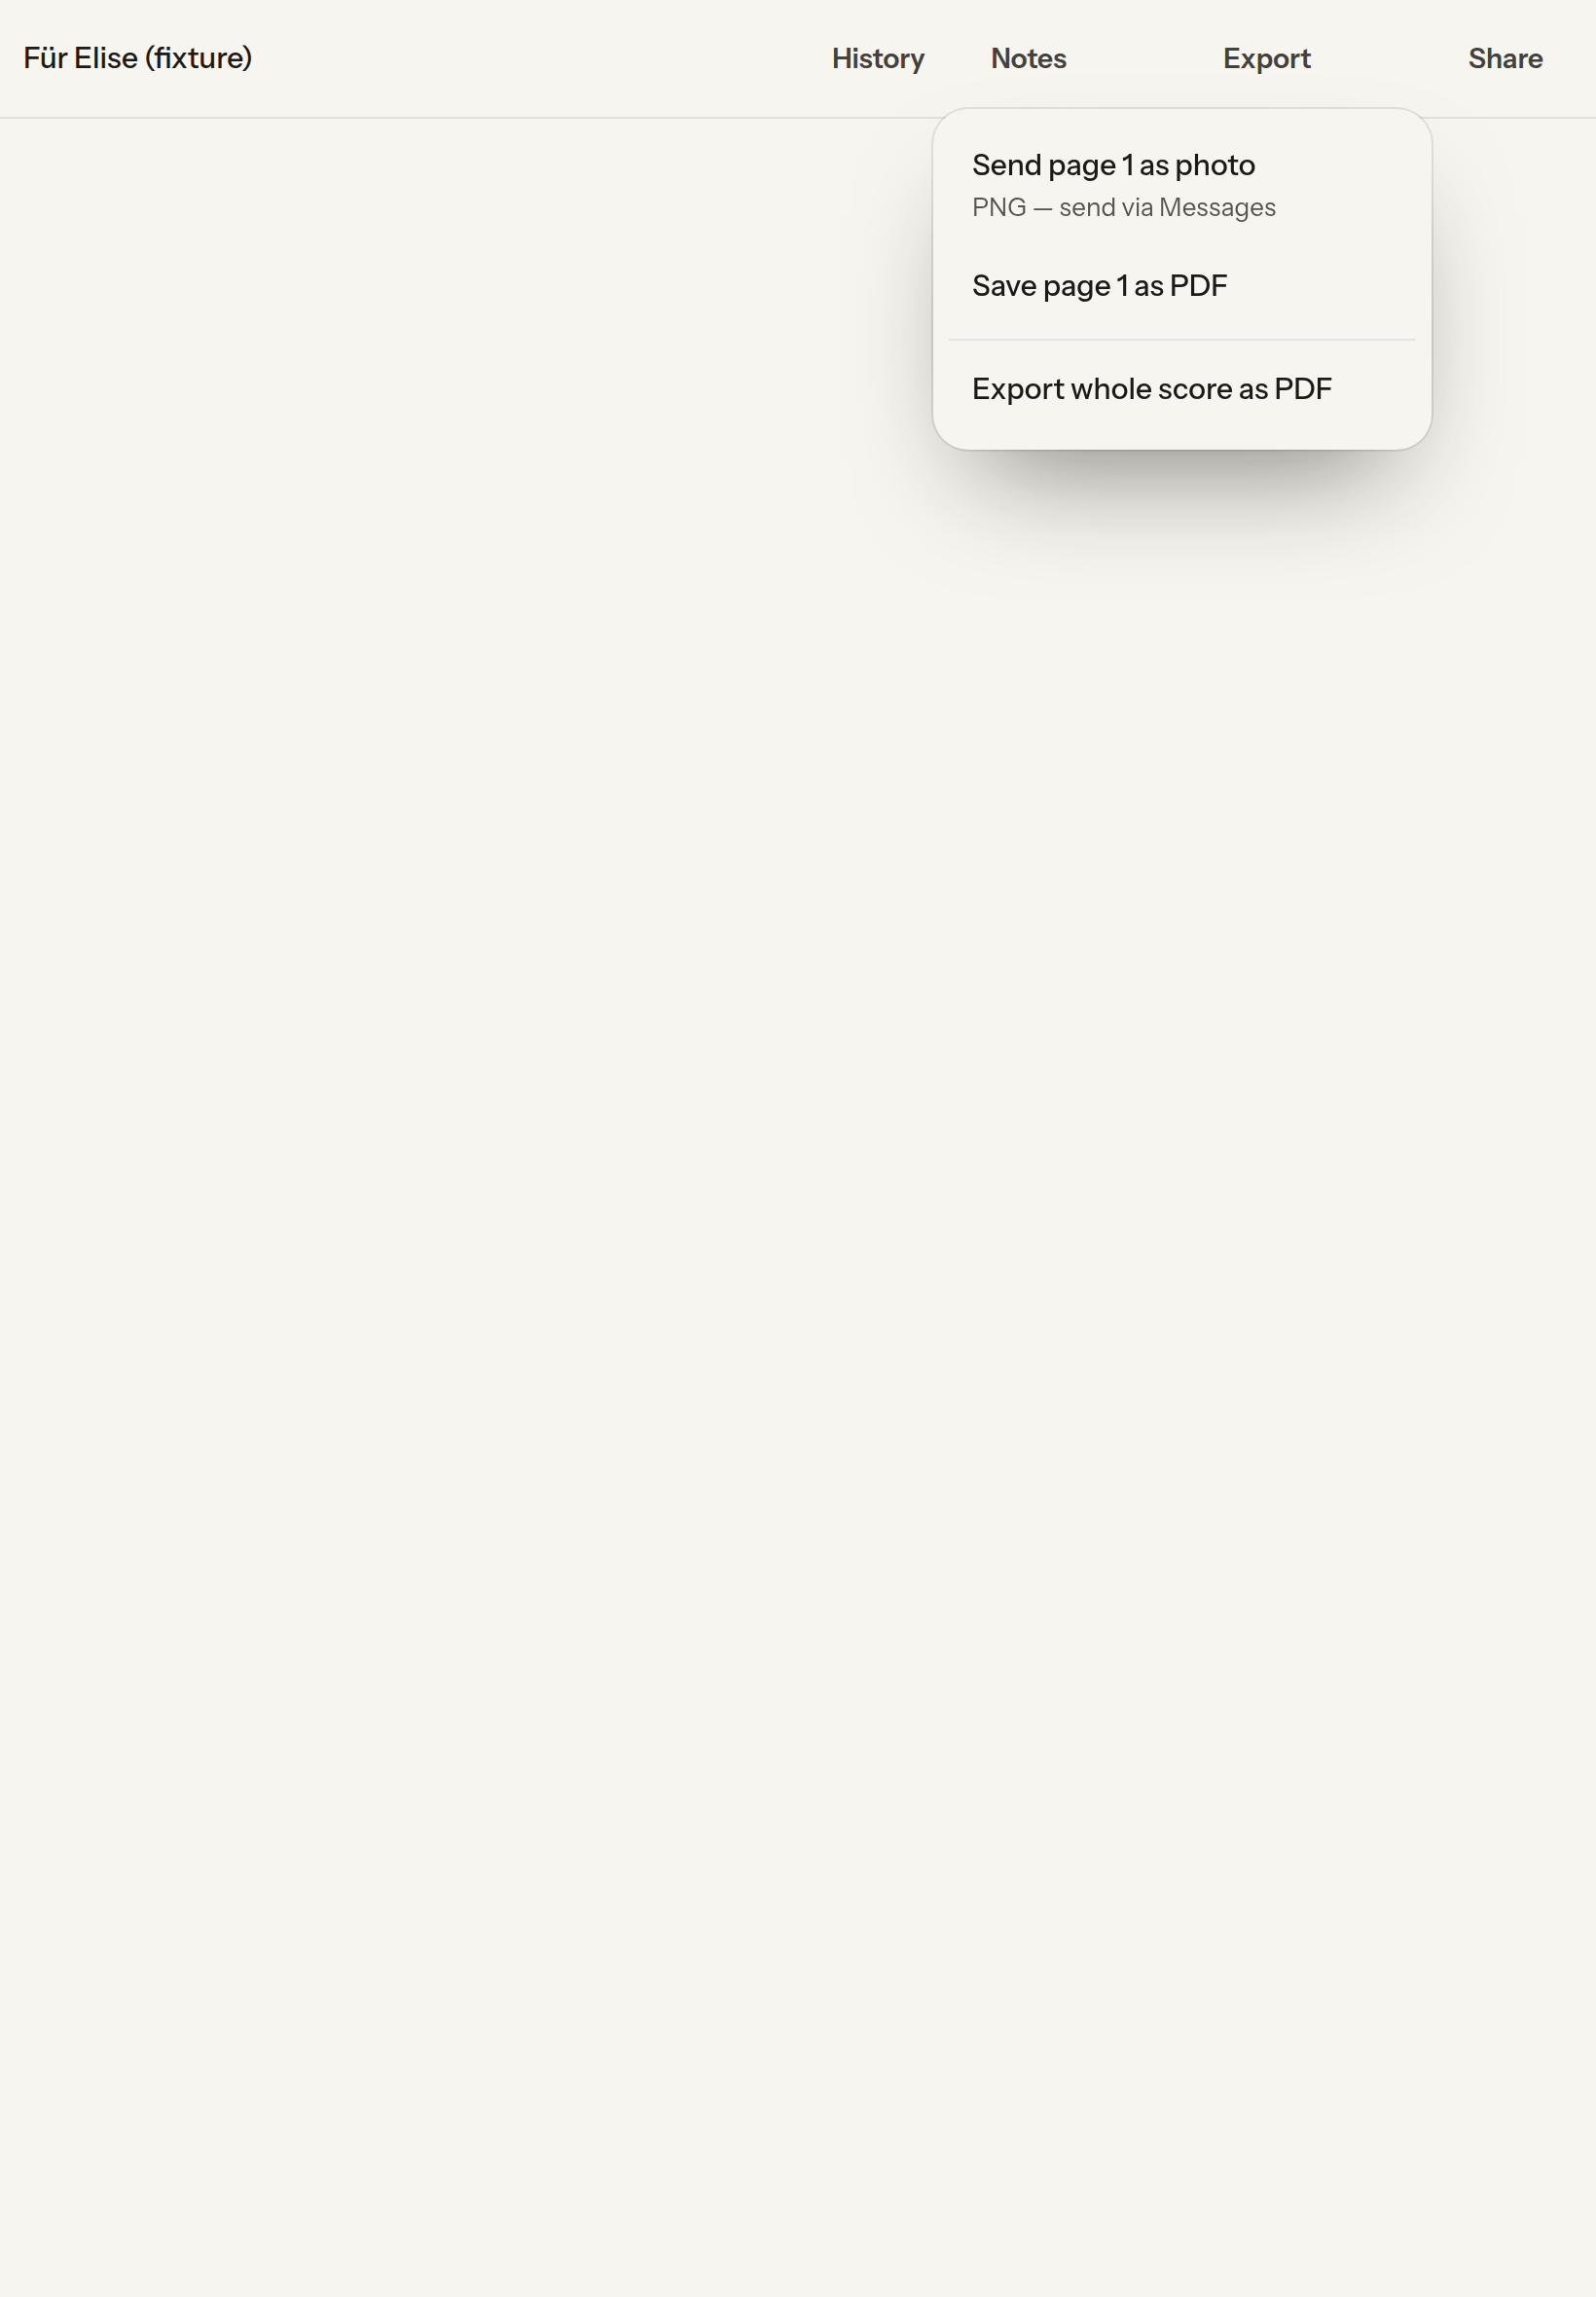 Für Elise (fixture)
History Notes Export Share
Send page 1 as photo
PNG — send via Messages
Save page 1 as PDF
Export whole score as PDF